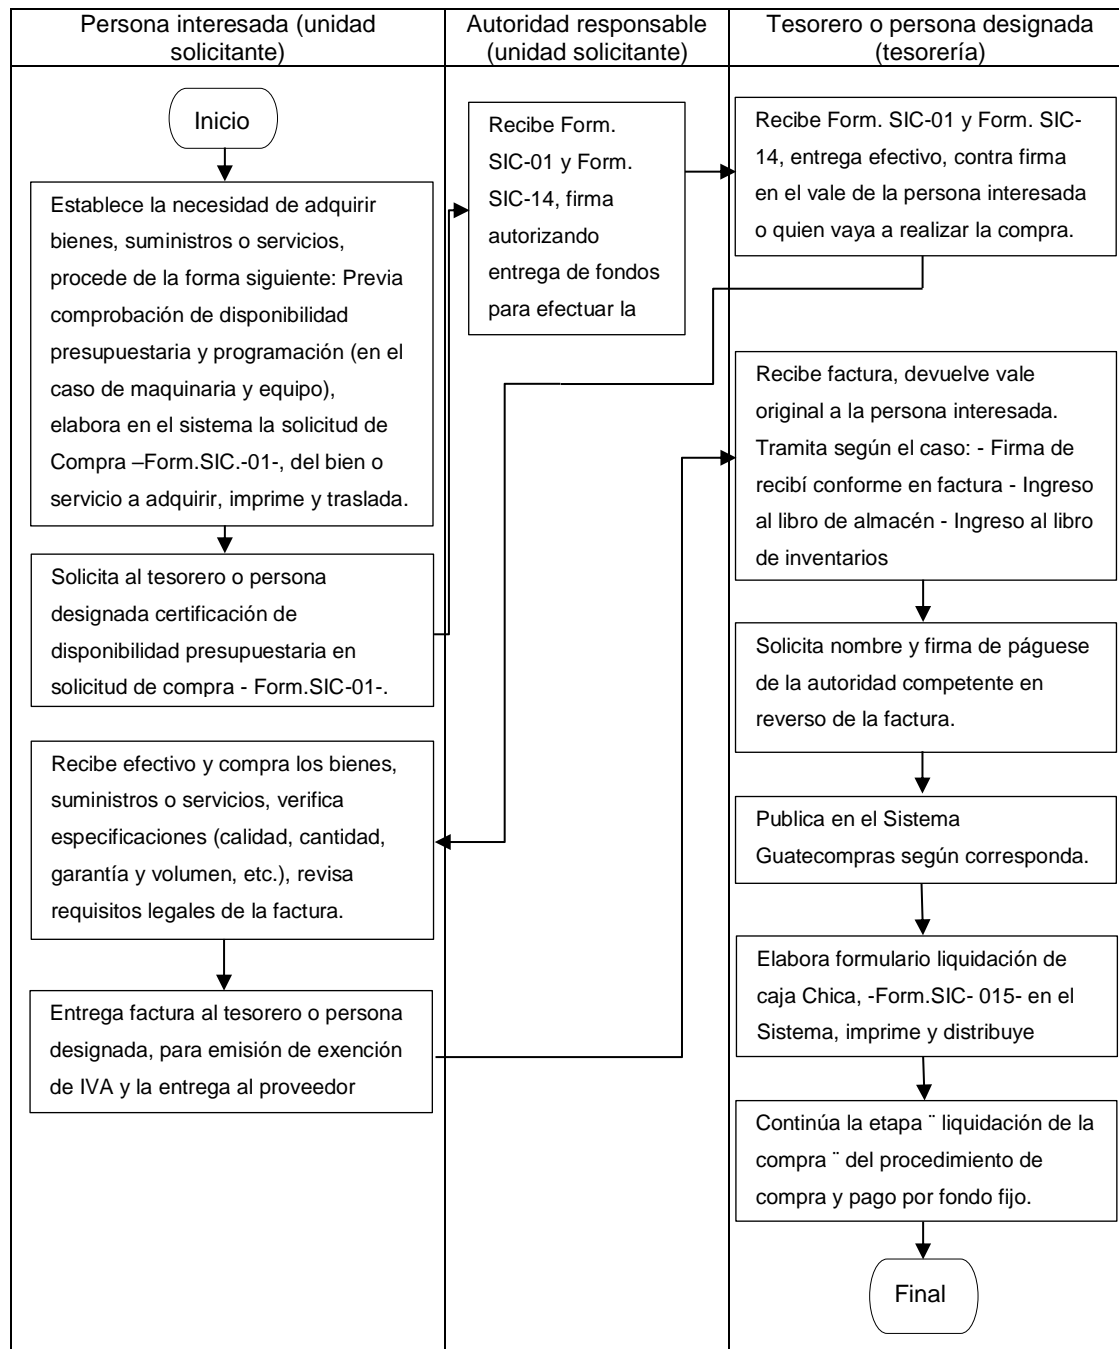 Persona interesada (unidad
solicitante)
Autoridad responsable
(unidad solicitante)
Tesorero o persona designada
(tesorería)
Inicio
Establece la necesidad de adquirir
bienes, suministros o servicios,
procede de la forma siguiente: Previa
comprobación de disponibilidad
presupuestaria y programación (en el
caso de maquinaria y equipo),
elabora en el sistema la solicitud de
Compra –Form.SIC.-01-, del bien o
servicio a adquirir, imprime y traslada.
Solicita al tesorero o persona
designada certificación de
disponibilidad presupuestaria en
solicitud de compra - Form.SIC-01-.
Recibe Form.
SIC-01 y Form.
SIC-14, firma
autorizando
entrega de fondos
para efectuar la
Recibe Form. SIC-01 y Form. SIC-
14, entrega efectivo, contra firma
en el vale de la persona interesada
o quien vaya a realizar la compra.
Recibe efectivo y compra los bienes,
suministros o servicios, verifica
especificaciones (calidad, cantidad,
garantía y volumen, etc.), revisa
requisitos legales de la factura.
Entrega factura al tesorero o persona
designada, para emisión de exención
de IVA y la entrega al proveedor
Recibe factura, devuelve vale
original a la persona interesada.
Tramita según el caso: - Firma de
recibí conforme en factura - Ingreso
al libro de almacén - Ingreso al libro
de inventarios
Solicita nombre y firma de páguese
de la autoridad competente en
reverso de la factura.
Publica en el Sistema
Guatecompras según corresponda.
Elabora formulario liquidación de
caja Chica, -Form.SIC- 015- en el
Sistema, imprime y distribuye
Continúa la etapa ¨ liquidación de la
compra ¨ del procedimiento de
compra y pago por fondo fijo.
Final